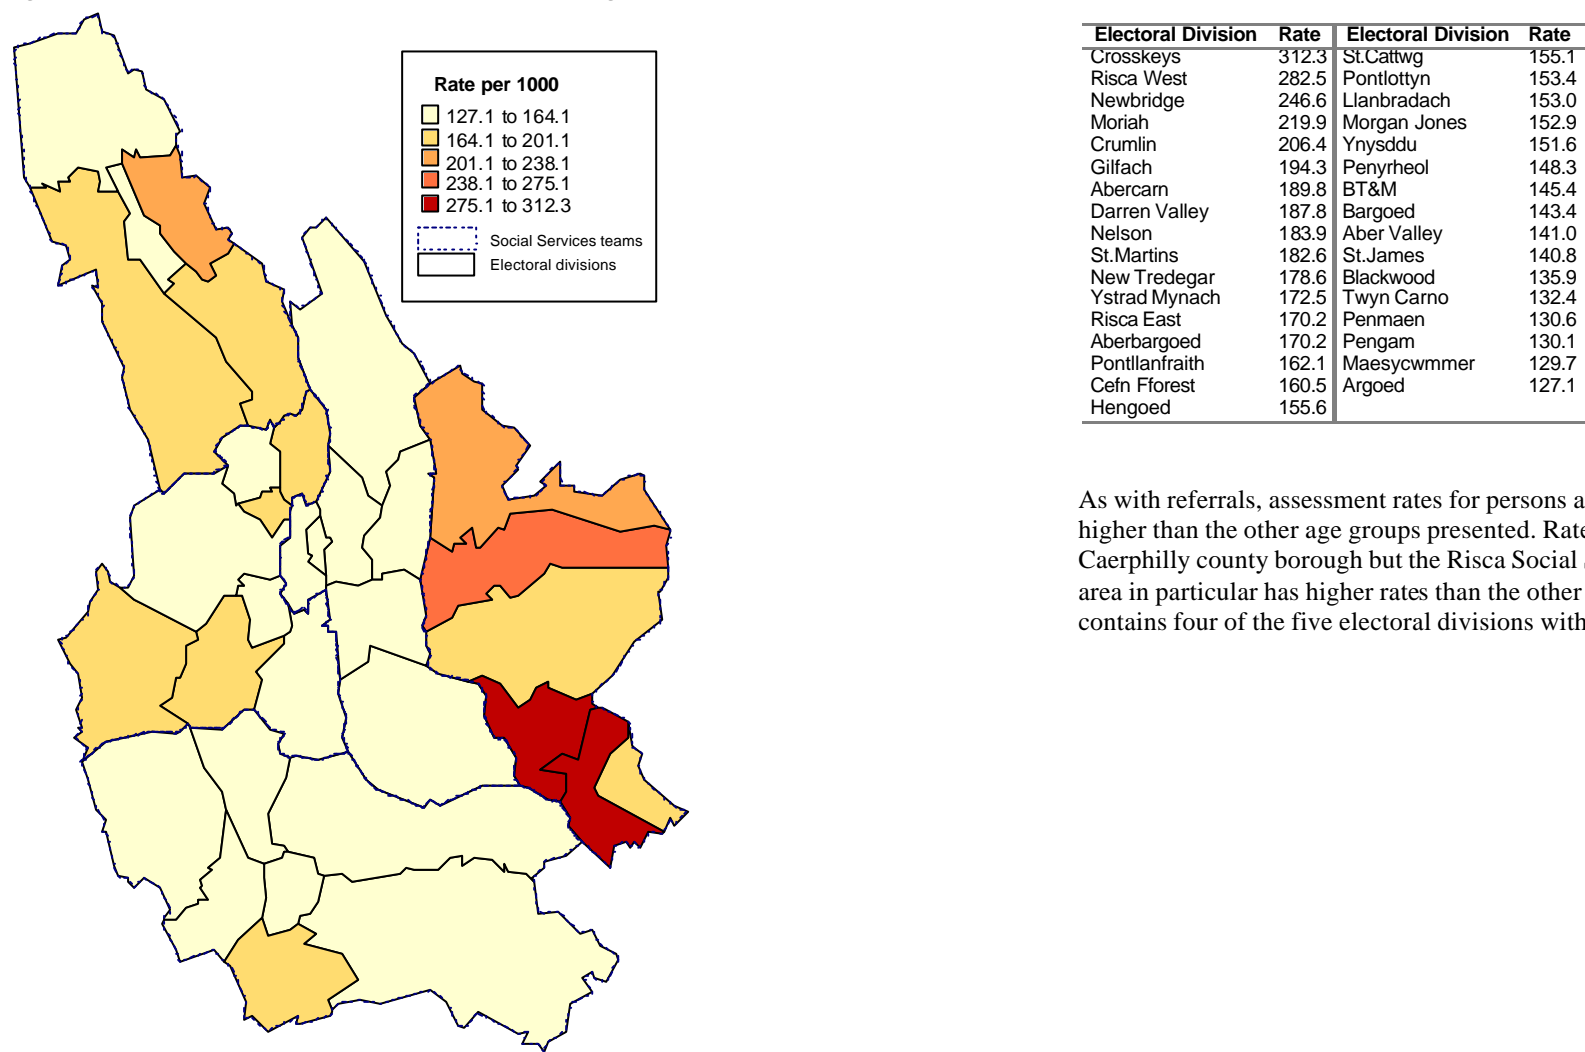 Rate per 1000
127.1 to 164.1
164.1 to 201.1
201.1 to 238.1
238.1 to 275.1
275.1 to 312.3
Social Services teams
Electoral divisions
Electoral Division Rate Electoral Division Rate
Crosskeys 312.3 St.Cattwg 155.1
Risca West 282.5 Pontlottyn 153.4
Newbridge 246.6 Llanbradach 153.0
Moriah 219.9 Morgan Jones 152.9
Crumlin 206.4 Ynysddu 151.6
Gilfach 194.3 Penyrheol 148.3
Abercarn 189.8 BT&M 145.4
Darren Valley 187.8 Bargoed 143.4
Nelson 183.9 Aber Valley 141.0
St.Martins 182.6 St.James 140.8
New Tredegar 178.6 Blackwood 135.9
Ystrad Mynach 172.5 Twyn Carno 132.4
Risca East 170.2 Penmaen 130.6
Aberbargoed 170.2 Pengam 130.1
Pontllanfraith 162.1 Maesycwmmer 129.7
Cefn Fforest 160.5 Argoed 127.1
Hengoed 155.6
As with referrals, assessment rates for persons a
higher than the other age groups presented. Rate
Caerphilly county borough but the Risca Social
area in particular has higher rates than the other
contains four of the five electoral divisions with